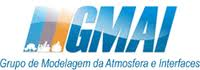 GMAI
Grupo de Modelagem da Atmosfera e Interfaces